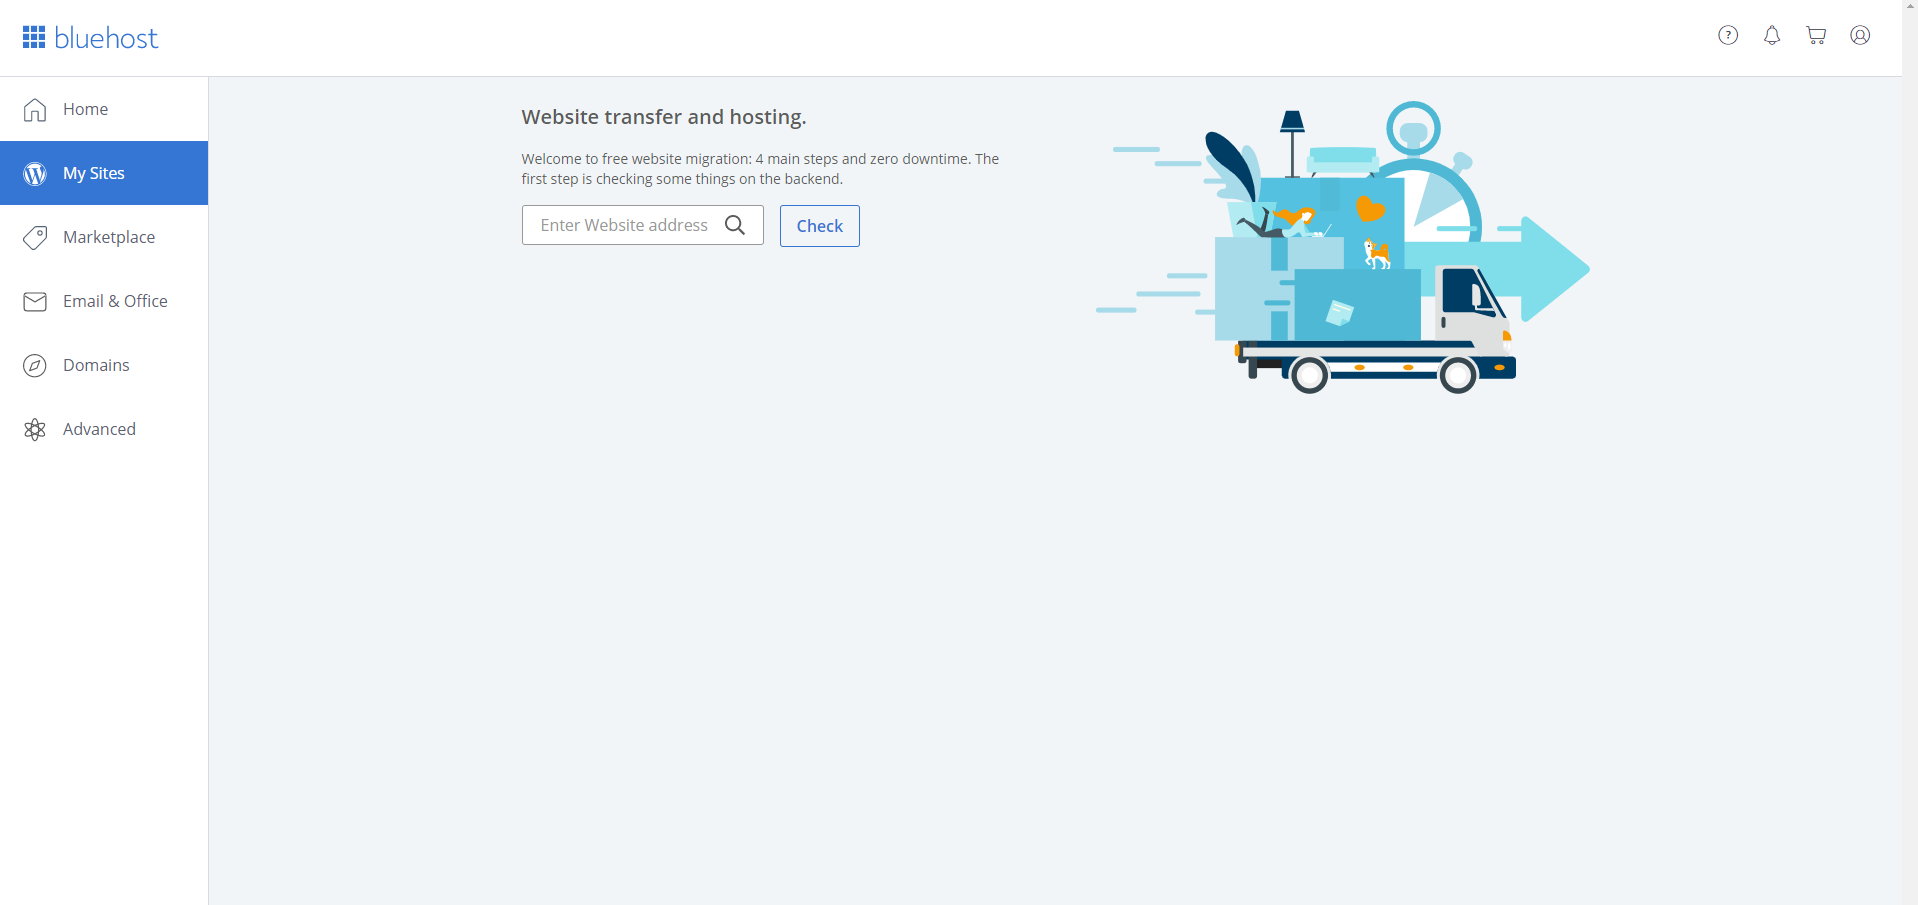 bluehost
?
Home
My Sites
Marketplace
Email & Office
Domains
Advanced
Website transfer and hosting.
Welcome to free website migration: 4 main steps and zero downtime. The
first step is checking some things on the backend.
Enter Website address
Check